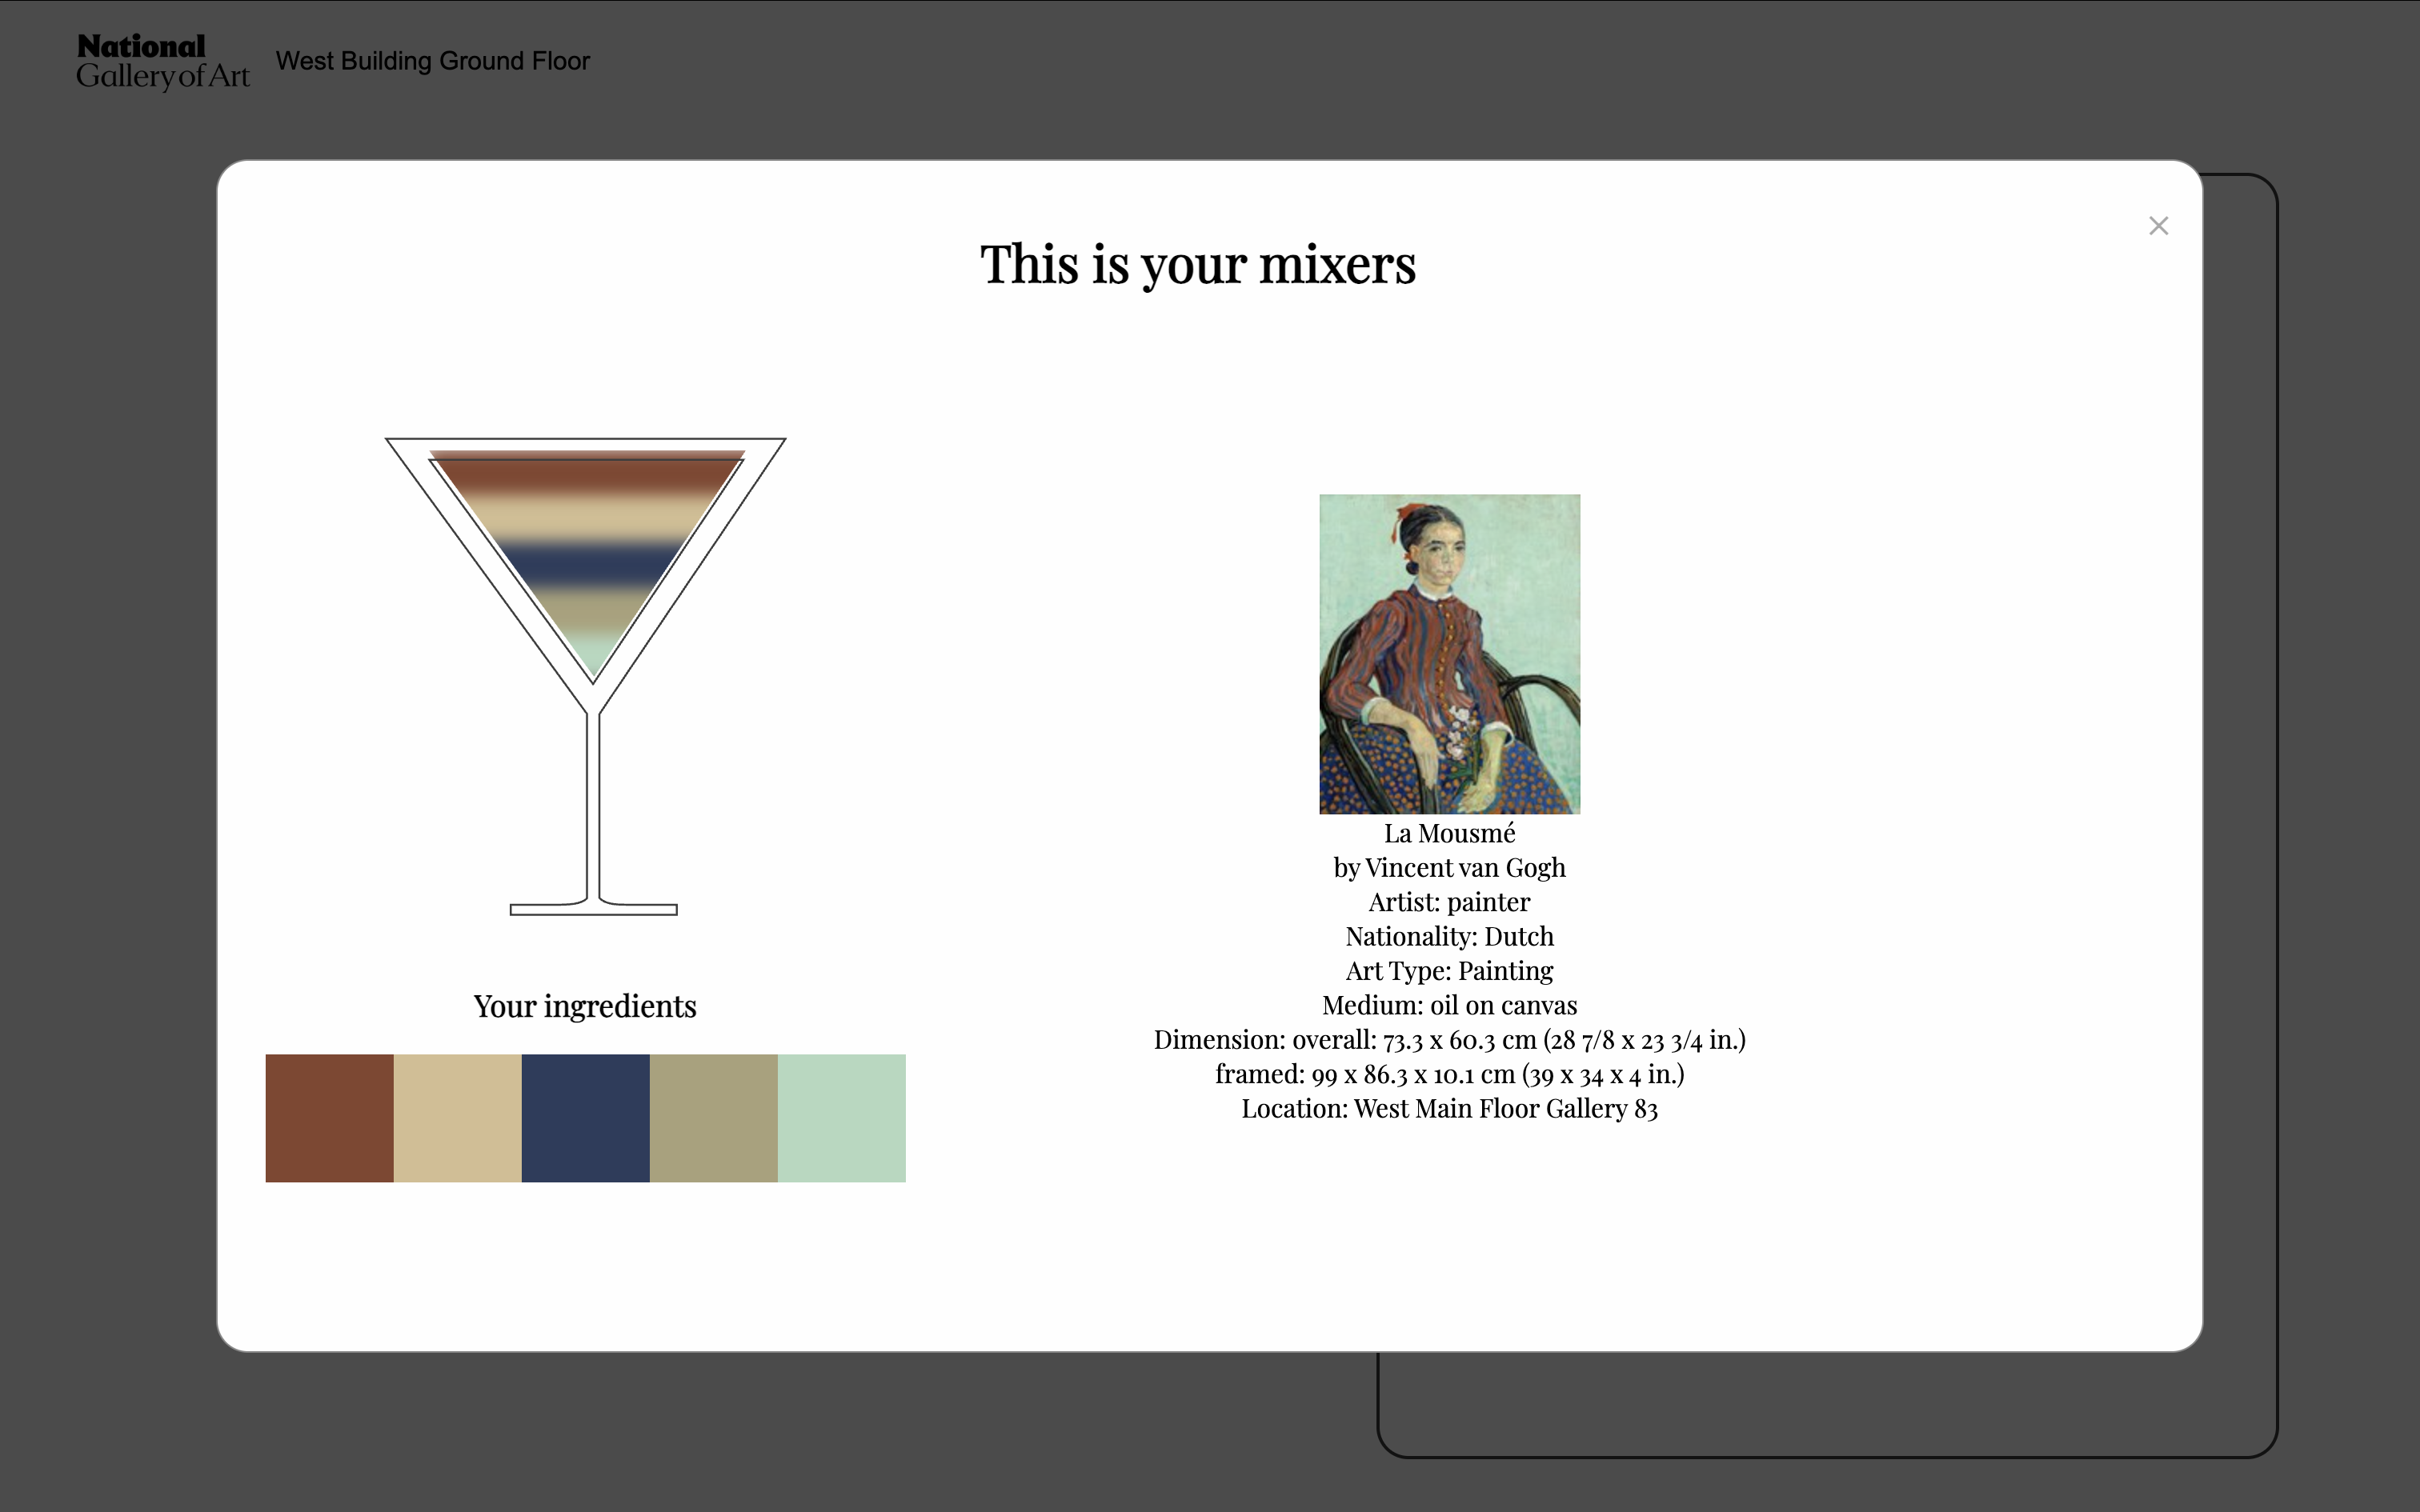 National
Gallery of Art
West Building Ground Floor
This is your mixers
La Mousmé
by Vincent van Gogh
Artist: painter
Nationality: Dutch
Art Type: Painting
Medium: oil on canvas
Dimension: overall: 73.3 x 60.3 cm (28 7/8 x 23 3/4 in.)
framed: 99 x 86.3 x 10.1 cm (39 x 34 x 4 in.)
Location: West Main Floor Gallery 83
Your ingredients